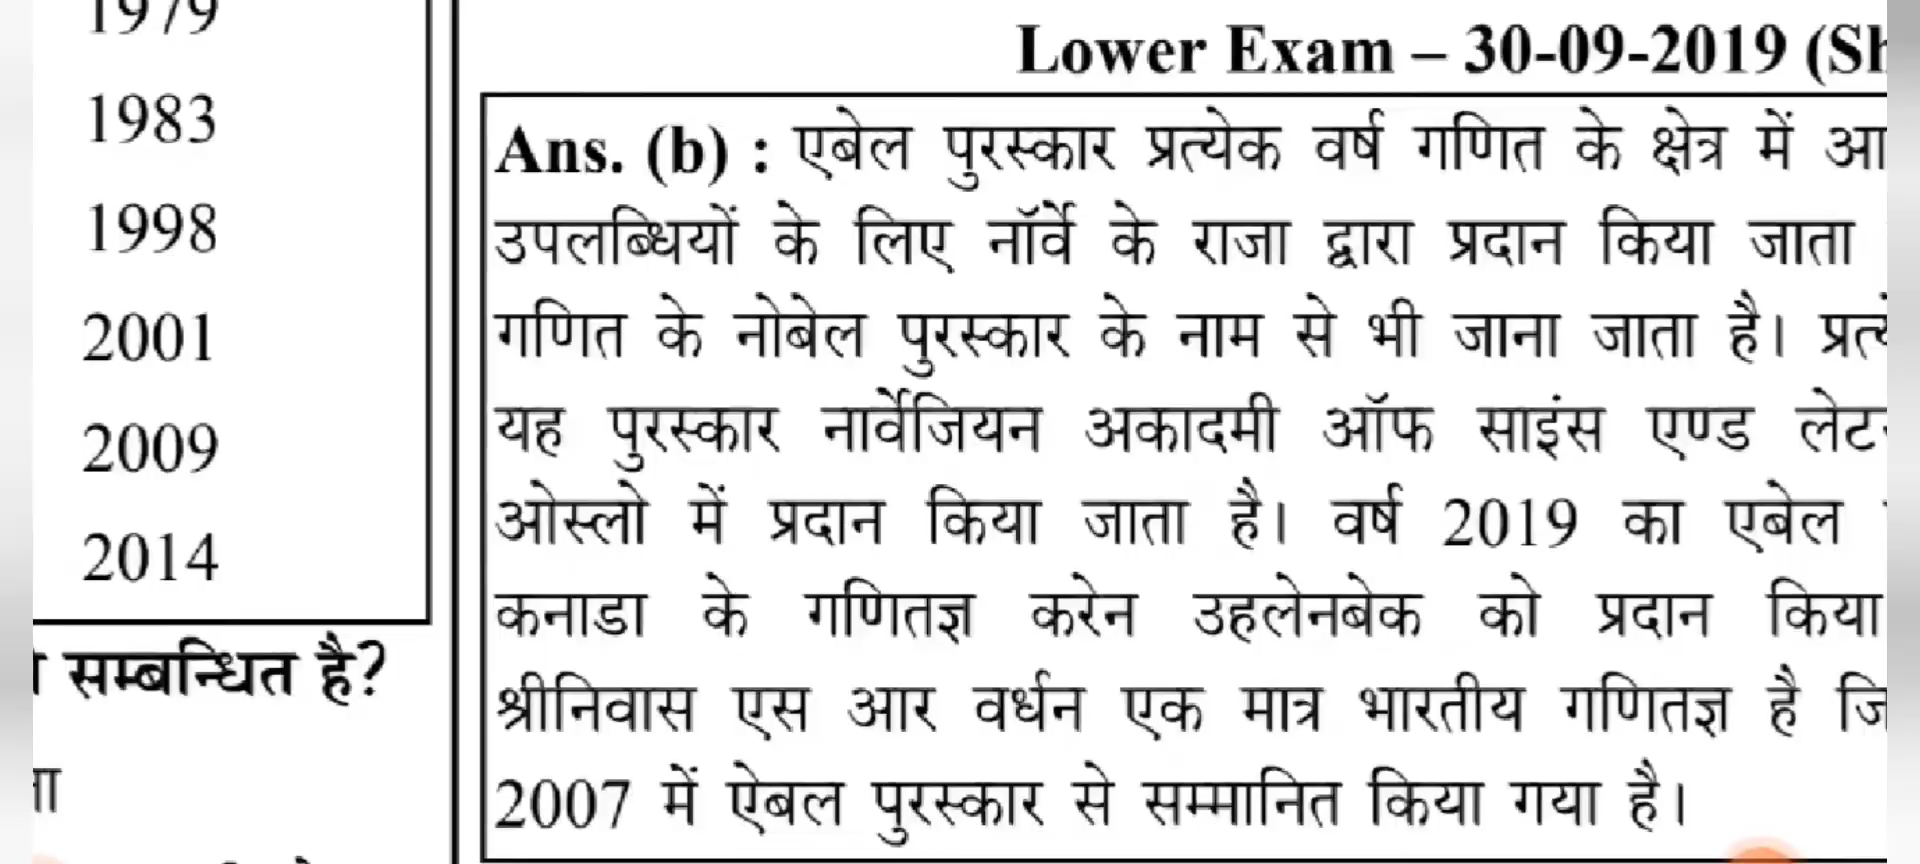 1979
1983
1998
2001
2009
2014
सम्बन्धित है?
Lower Exam – 30-09-2019
Ans. (b) : एबेल पुरस्कार प्रत्येक वर्ष गणित के क्षेत्र में
उपलब्धियों के लिए नॉर्वे के राजा द्वारा प्रदान किया जाता
गणित के नोबेल पुरस्कार के नाम से भी जाना जाता है।
यह पुरस्कार नार्वेजियन अकादमी ऑफ साइंस एण्ड
ओस्लो में प्रदान किया जाता है। वर्ष 2019 का एबेल
कनाडा के गणितज्ञ करेन उहलेनबेक को प्रदान किया
श्रीनिवास एस आर वर्धन एक मात्र भारतीय गणितज्ञ है
2007 में ऐबल पुरस्कार से सम्मानित किया गया है।